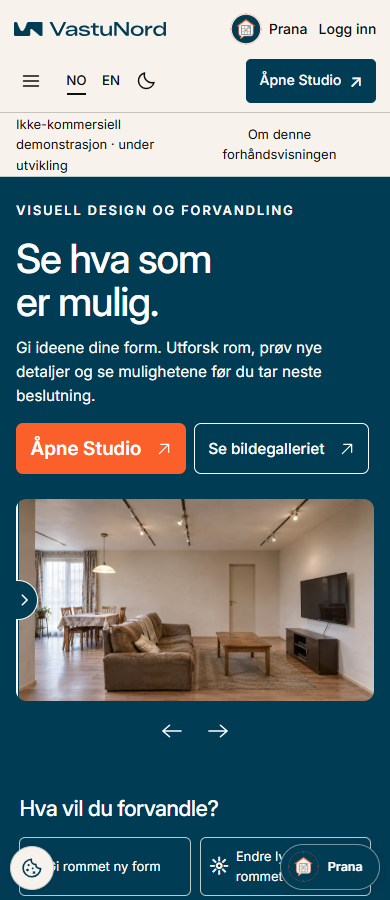 VastuNord
Prana
Logg inn
NO
EN
Åpne Studio
Ikke-kommersiell
demonstrasjon · under
utvikling
Om denne
forhåndsvisningen
VISUELL DESIGN OG FORVANDLING
Se hva som
er mulig.
Gi ideene dine form. Utforsk rom, prøv nye
detaljer og se mulighetene før du tar neste
beslutning.
Åpne Studio
Se bildegalleriet
Hva vil du forvandle?
rommet ny form
Endre
rommet
Prana